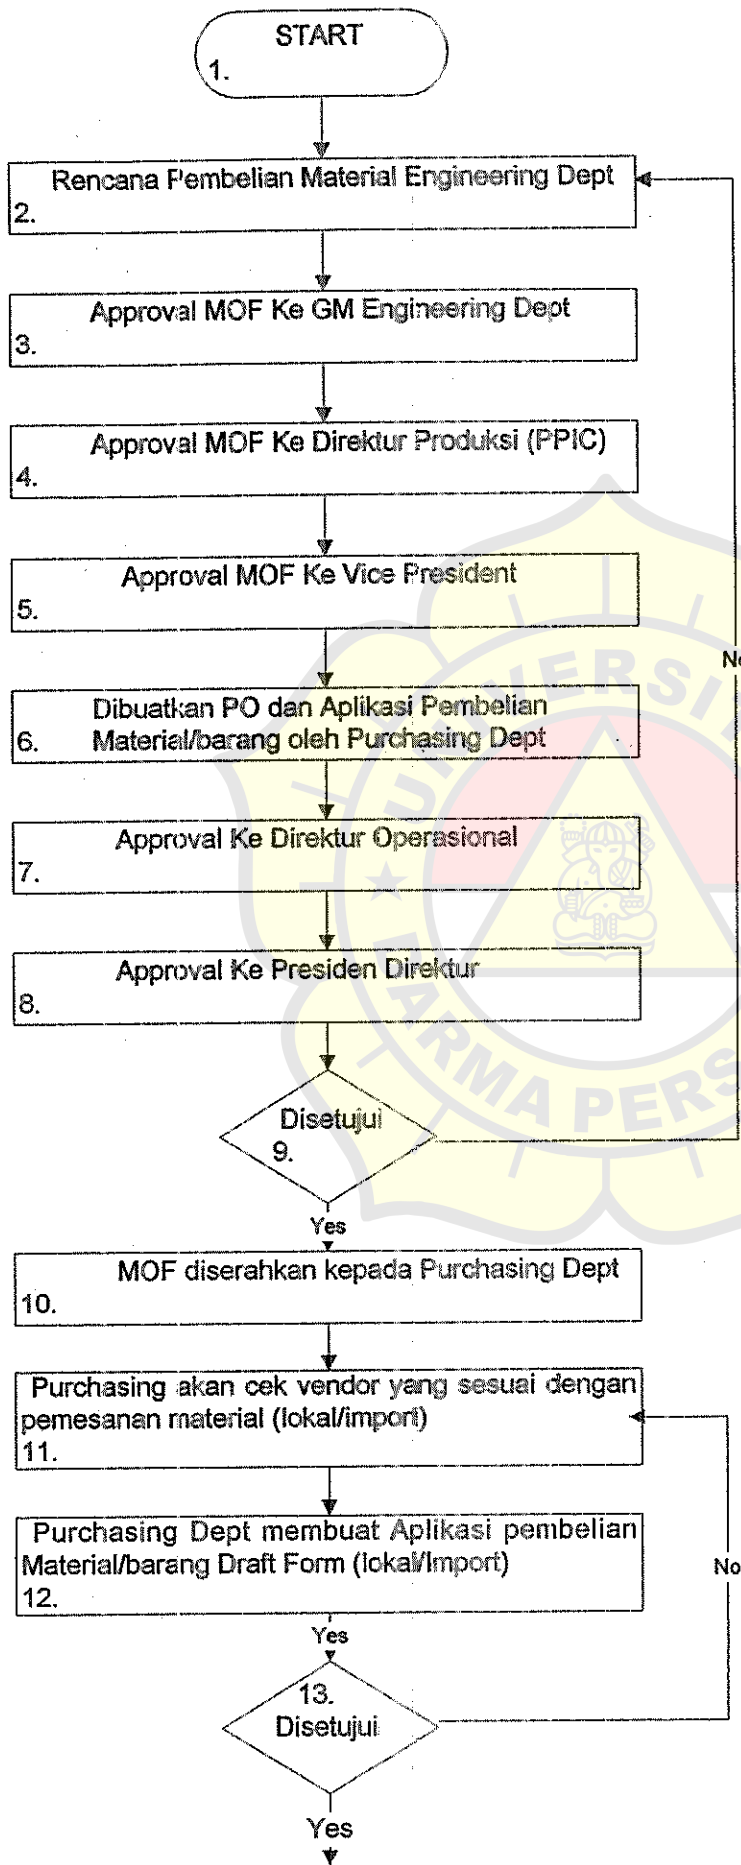 START
1.
Rencana Pembelian Material Engineering Dept
2.
Approval MOF Ke GM Engineering Dept
3.
Approval MOF Ke Direktur Produksi (PPIC)
4.
Approval MOF Ke Vice President
5.
No
Dibuatkan PO dan Aplikasi Pembelian
6. Material/barang oleh Purchasing Dept
Approval Ke Direktur Operasional
7.
Approval Ke Presiden Direktur
8.
Disetujui
9.
Yes
MOF diserahkan kepada Purchasing Dept
10.
Purchasing akan cek vendor yang sesuai dengan
pemesanan material (lokal/import)
11.
Purchasing Dept membuat Aplikasi pembelian
Material/barang Draft Form (lokal/Import)
12.
No
Yes
13.
Disetujui
Yes
UNIVERSI
ARMA PERS